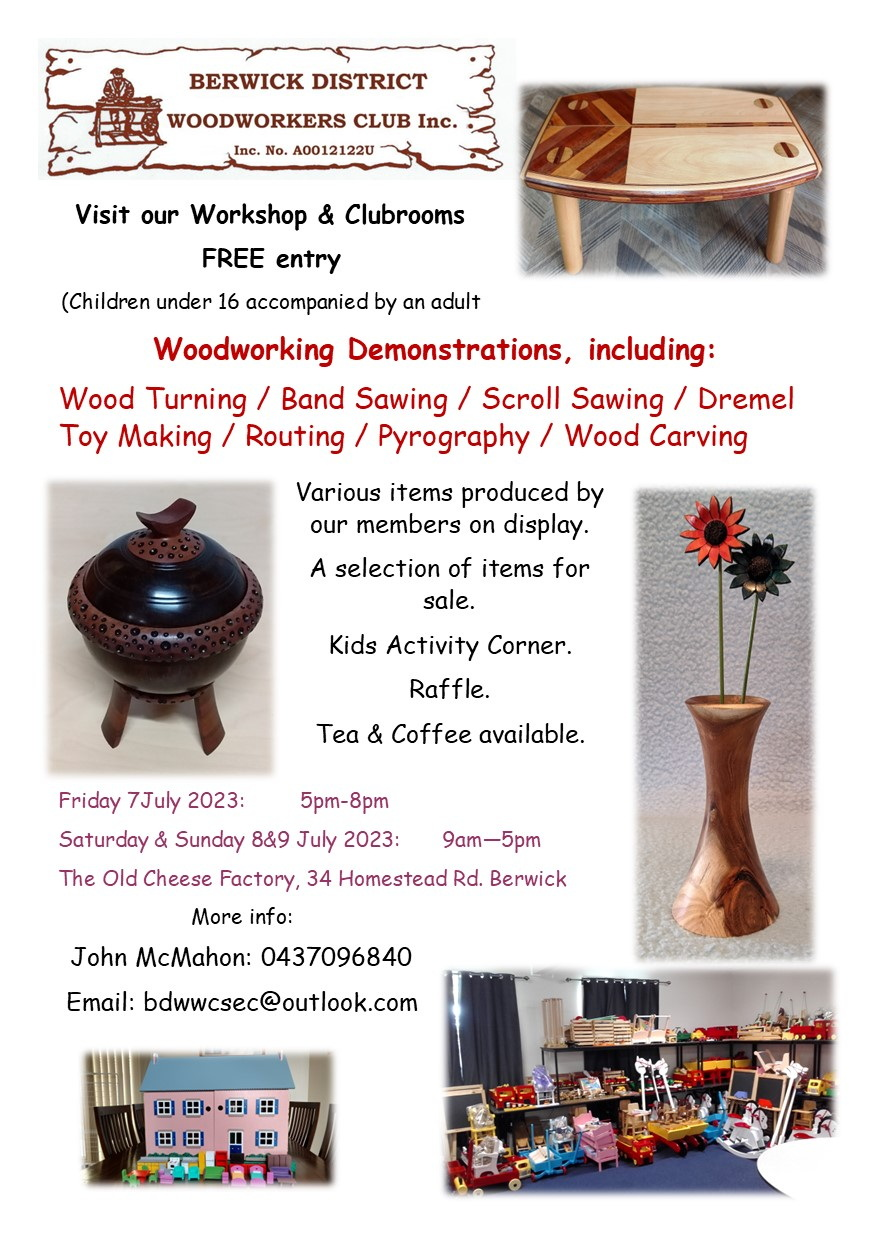 BERWICK DISTRICT
WOODWORKERS CLUB Inc.
Inc. No. A0012122U
Visit our Workshop & Clubrooms
FREE entry
(Children under 16 accompanied by an adult
Woodworking Demonstrations, including:
Wood Turning / Band Sawing / Scroll Sawing / Dremel
Toy Making / Routing / Pyrography / Wood Carving
Various items produced by
our members on display.
A selection of items for
sale.
Kids Activity Corner.
Raffle.
Tea & Coffee available.
Friday 7July 2023: 5pm-8pm
Saturday & Sunday 8&9 July 2023: 9am—5pm
The Old Cheese Factory, 34 Homestead Rd. Berwick
More info:
John McMahon: 0437096840
Email: bdwwcsec@outlook.com